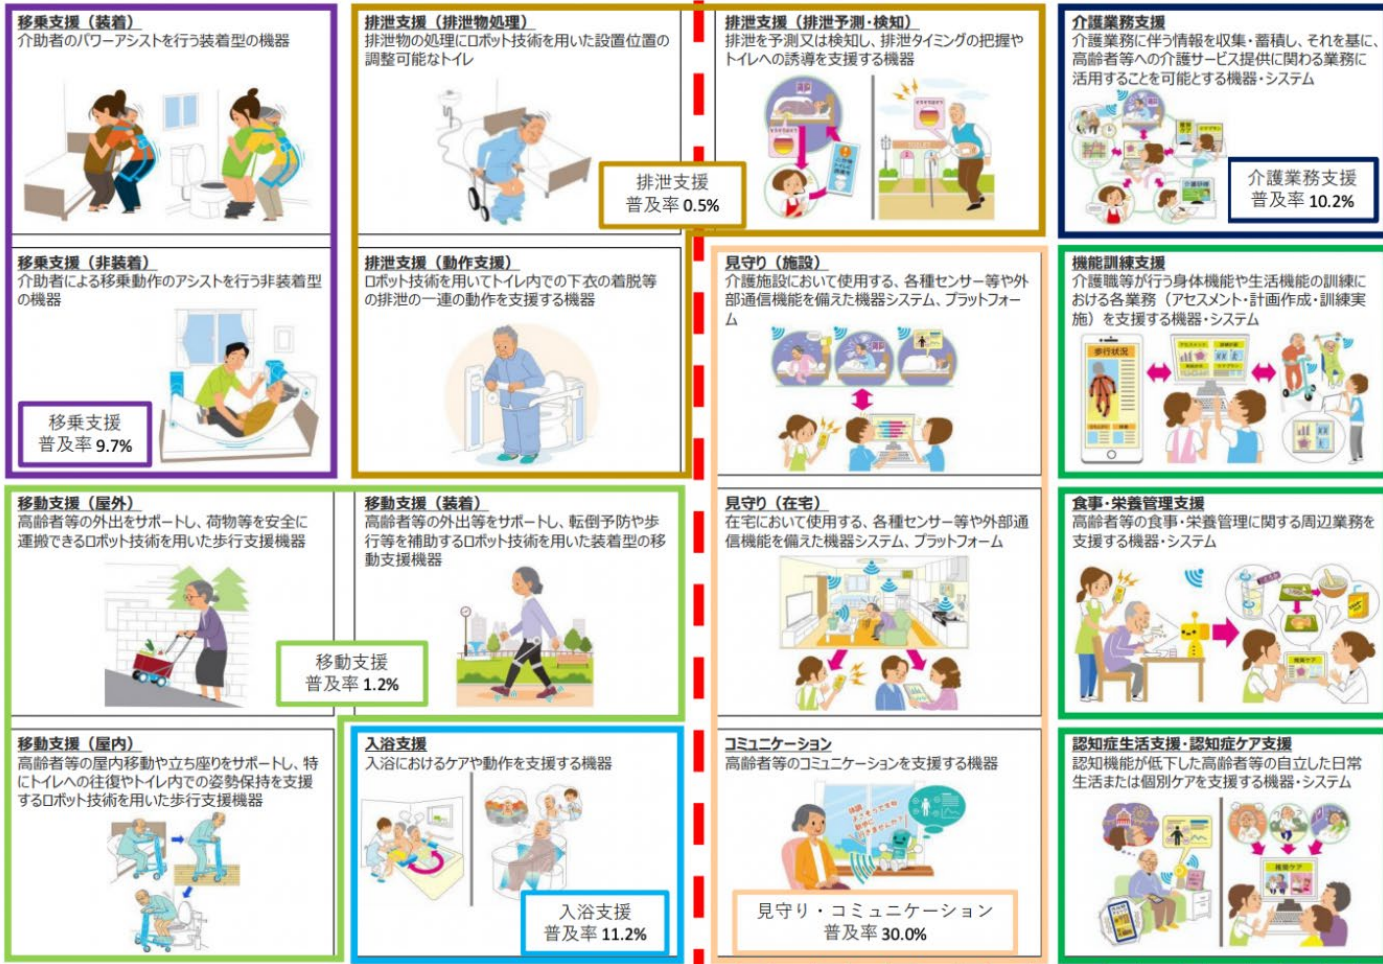 移乗支援（装着）
介助者のパワーアシストを行う装着型の機器
排泄支援（排泄物処理）
排泄物の処理にロボット技術を用いた設置位置の
調整可能なトイレ
排泄支援（排泄予測・検知）
排泄を予測又は検知し、排泄タイミングの把握や
トイレへの誘導を支援する機器
排泄支援
普及率 0.5%
介護業務支援
介護業務に伴う情報を収集・蓄積し、それを基に、
高齢者等への介護サービス提供に関わる業務に
活用することを可能とする機器・システム
介護業務支援
普及率 10.2%
移乗支援（非装着）
介助者による移乗動作のアシストを行う非装着型
の機器
移乗支援
普及率 9.7%
排泄支援（動作支援）
ロボット技術を用いてトイレ内での下衣の着脱等
の排泄の一連の動作を支援する機器
見守り（施設）
介護施設において使用する、各種センサー等や外
部通信機能を備えた機器システム、プラットフォー
ム
機能訓練支援
介護職等が行う身体機能や生活機能の訓練に
おける各業務（アセスメント・計画作成・訓練実
施）を支援する機器・システム
歩行状況
移動支援（屋外）
高齢者等の外出をサポートし、荷物等を安全に
運搬できるロボット技術を用いた歩行支援機器
移動支援（装着）
高齢者等の外出等をサポートし、転倒予防や歩
行等を補助するロボット技術を用いた装着型の移
動支援機器
移動支援
普及率 1.2%
見守り（在宅）
在宅において使用する、各種センサー等や外部通
信機能を備えた機器システム、プラットフォーム
食事・栄養管理支援
高齢者等の食事・栄養管理に関する周辺業務を
支援する機器・システム
移動支援（屋内）
高齢者等の屋内移動や立ち座りをサポートし、特
にトイレへの往復やトイレ内での姿勢保持を支援
するロボット技術を用いた歩行支援機器
入浴支援
入浴におけるケアや動作を支援する機器
入浴支援
普及率 11.2%
コミュニケーション
高齢者等のコミュニケーションを支援する機器
見守り・コミュニケーション
普及率 30.0%
認知症生活支援・認知症ケア支援
認知機能が低下した高齢者等の自立した日常
生活または個別ケアを支援する機器・システム